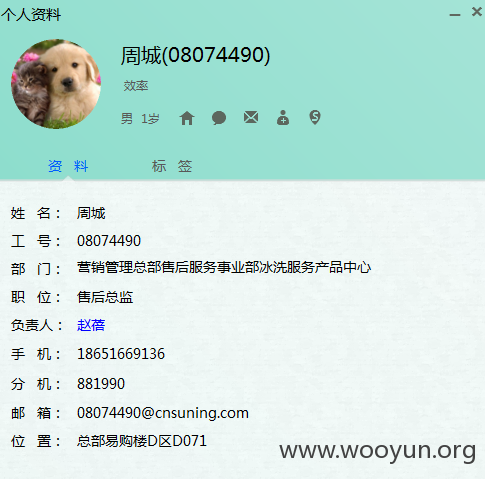 个人资料
周城(08074490)
效率
男 1岁
资 料 标 签
姓 名： 周城
工 号： 08074490
部 门： 营销管理总部售后服务事业部冰洗服务产品中心
职 位： 售后总监
负责人： 赵蓓
手 机： 18651669136
分 机： 881990
邮 箱： 08074490@cnsuning.com
位 置： 总部易购楼D区D071
www.wooyun.org